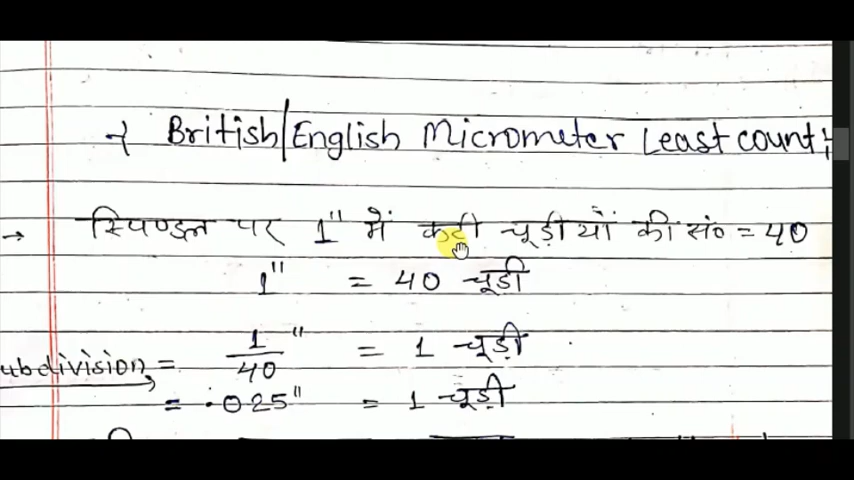 British/English Micrometer Least count :
→ स्पिण्डल पर 1" में कटी चूड़ीयों की सं० = 40
1" = 40 चूड़ी
ubdivision = 1/40" = 1 चूड़ी
= .025" = 1 चूड़ी